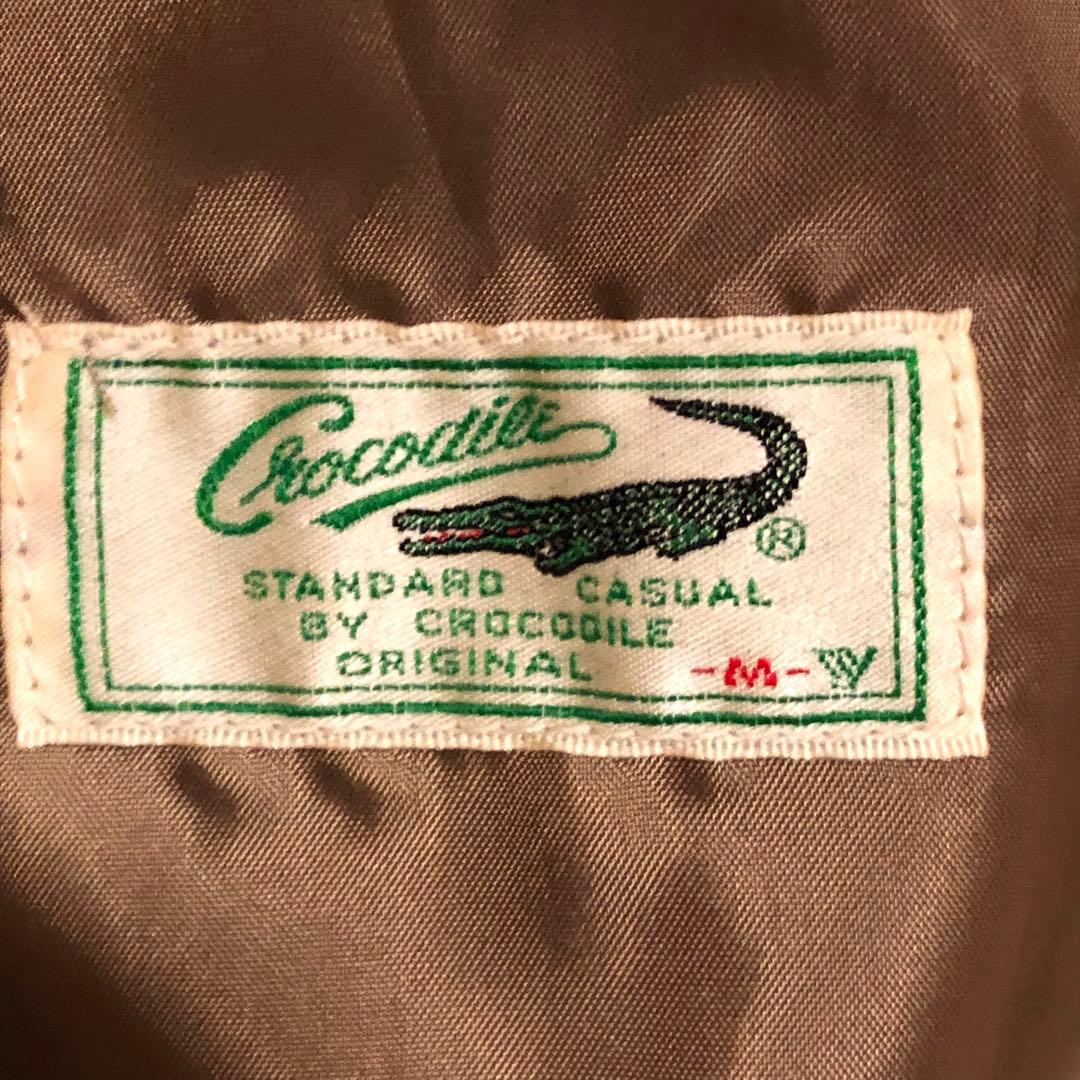 Crocodile
®
STANDARD CASUAL
BY CROCODILE
ORIGINAL
-M- W